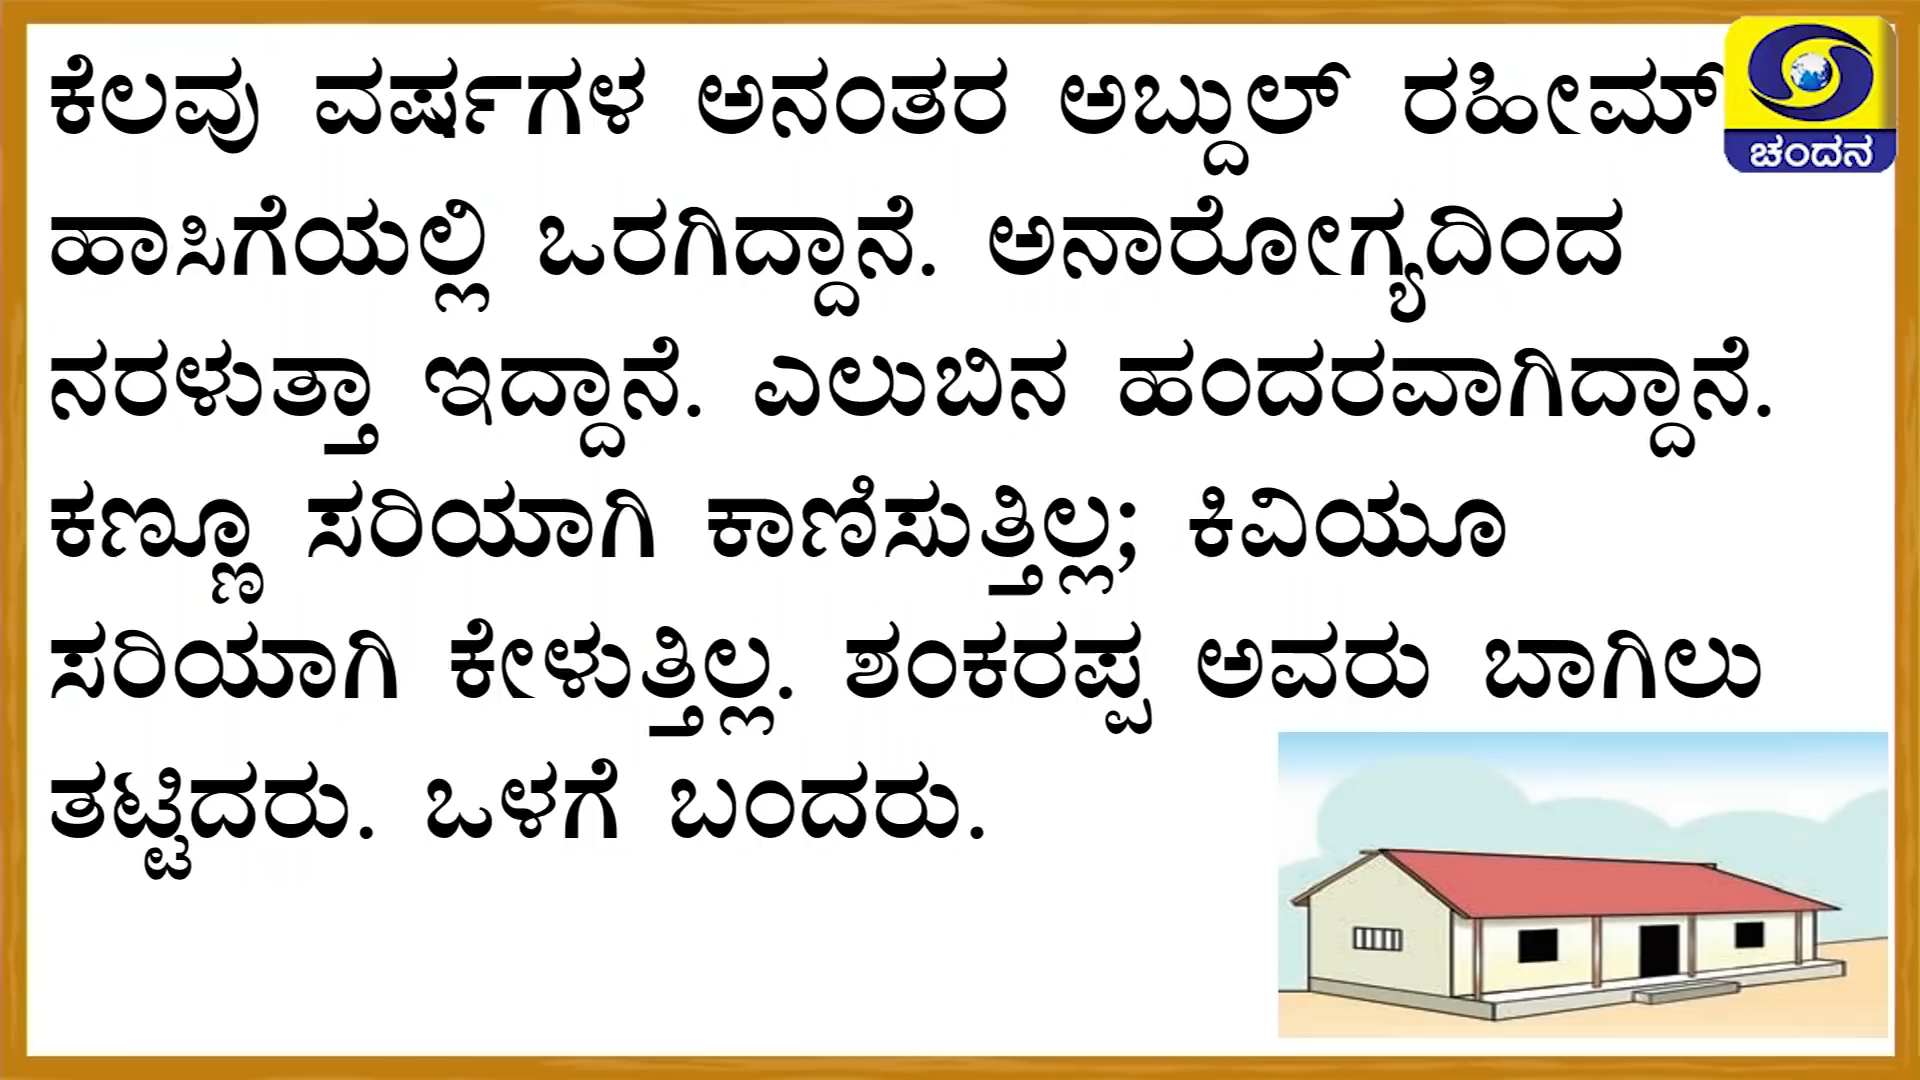 ಕೆಲವು ವರ್ಷಗಳ ಅನಂತರ ಅಬ್ದುಲ್ ರಹೀಮ್
ಚಂದನ
ಹಾಸಿಗೆಯಲ್ಲಿ ಒರಗಿದ್ದಾನೆ. ಅನಾರೋಗ್ಯದಿಂದ
ನರಳುತ್ತಾ ಇದ್ದಾನೆ. ಎಲುಬಿನ ಹಂದರವಾಗಿದ್ದಾನೆ.
ಕಣ್ಣೂ ಸರಿಯಾಗಿ ಕಾಣಿಸುತ್ತಿಲ್ಲ; ಕಿವಿಯೂ
ಸರಿಯಾಗಿ ಕೇಳುತ್ತಿಲ್ಲ. ಶಂಕರಪ್ಪ ಅವರು ಬಾಗಿಲು
ತಟ್ಟಿದರು. ಒಳಗೆ ಬಂದರು.